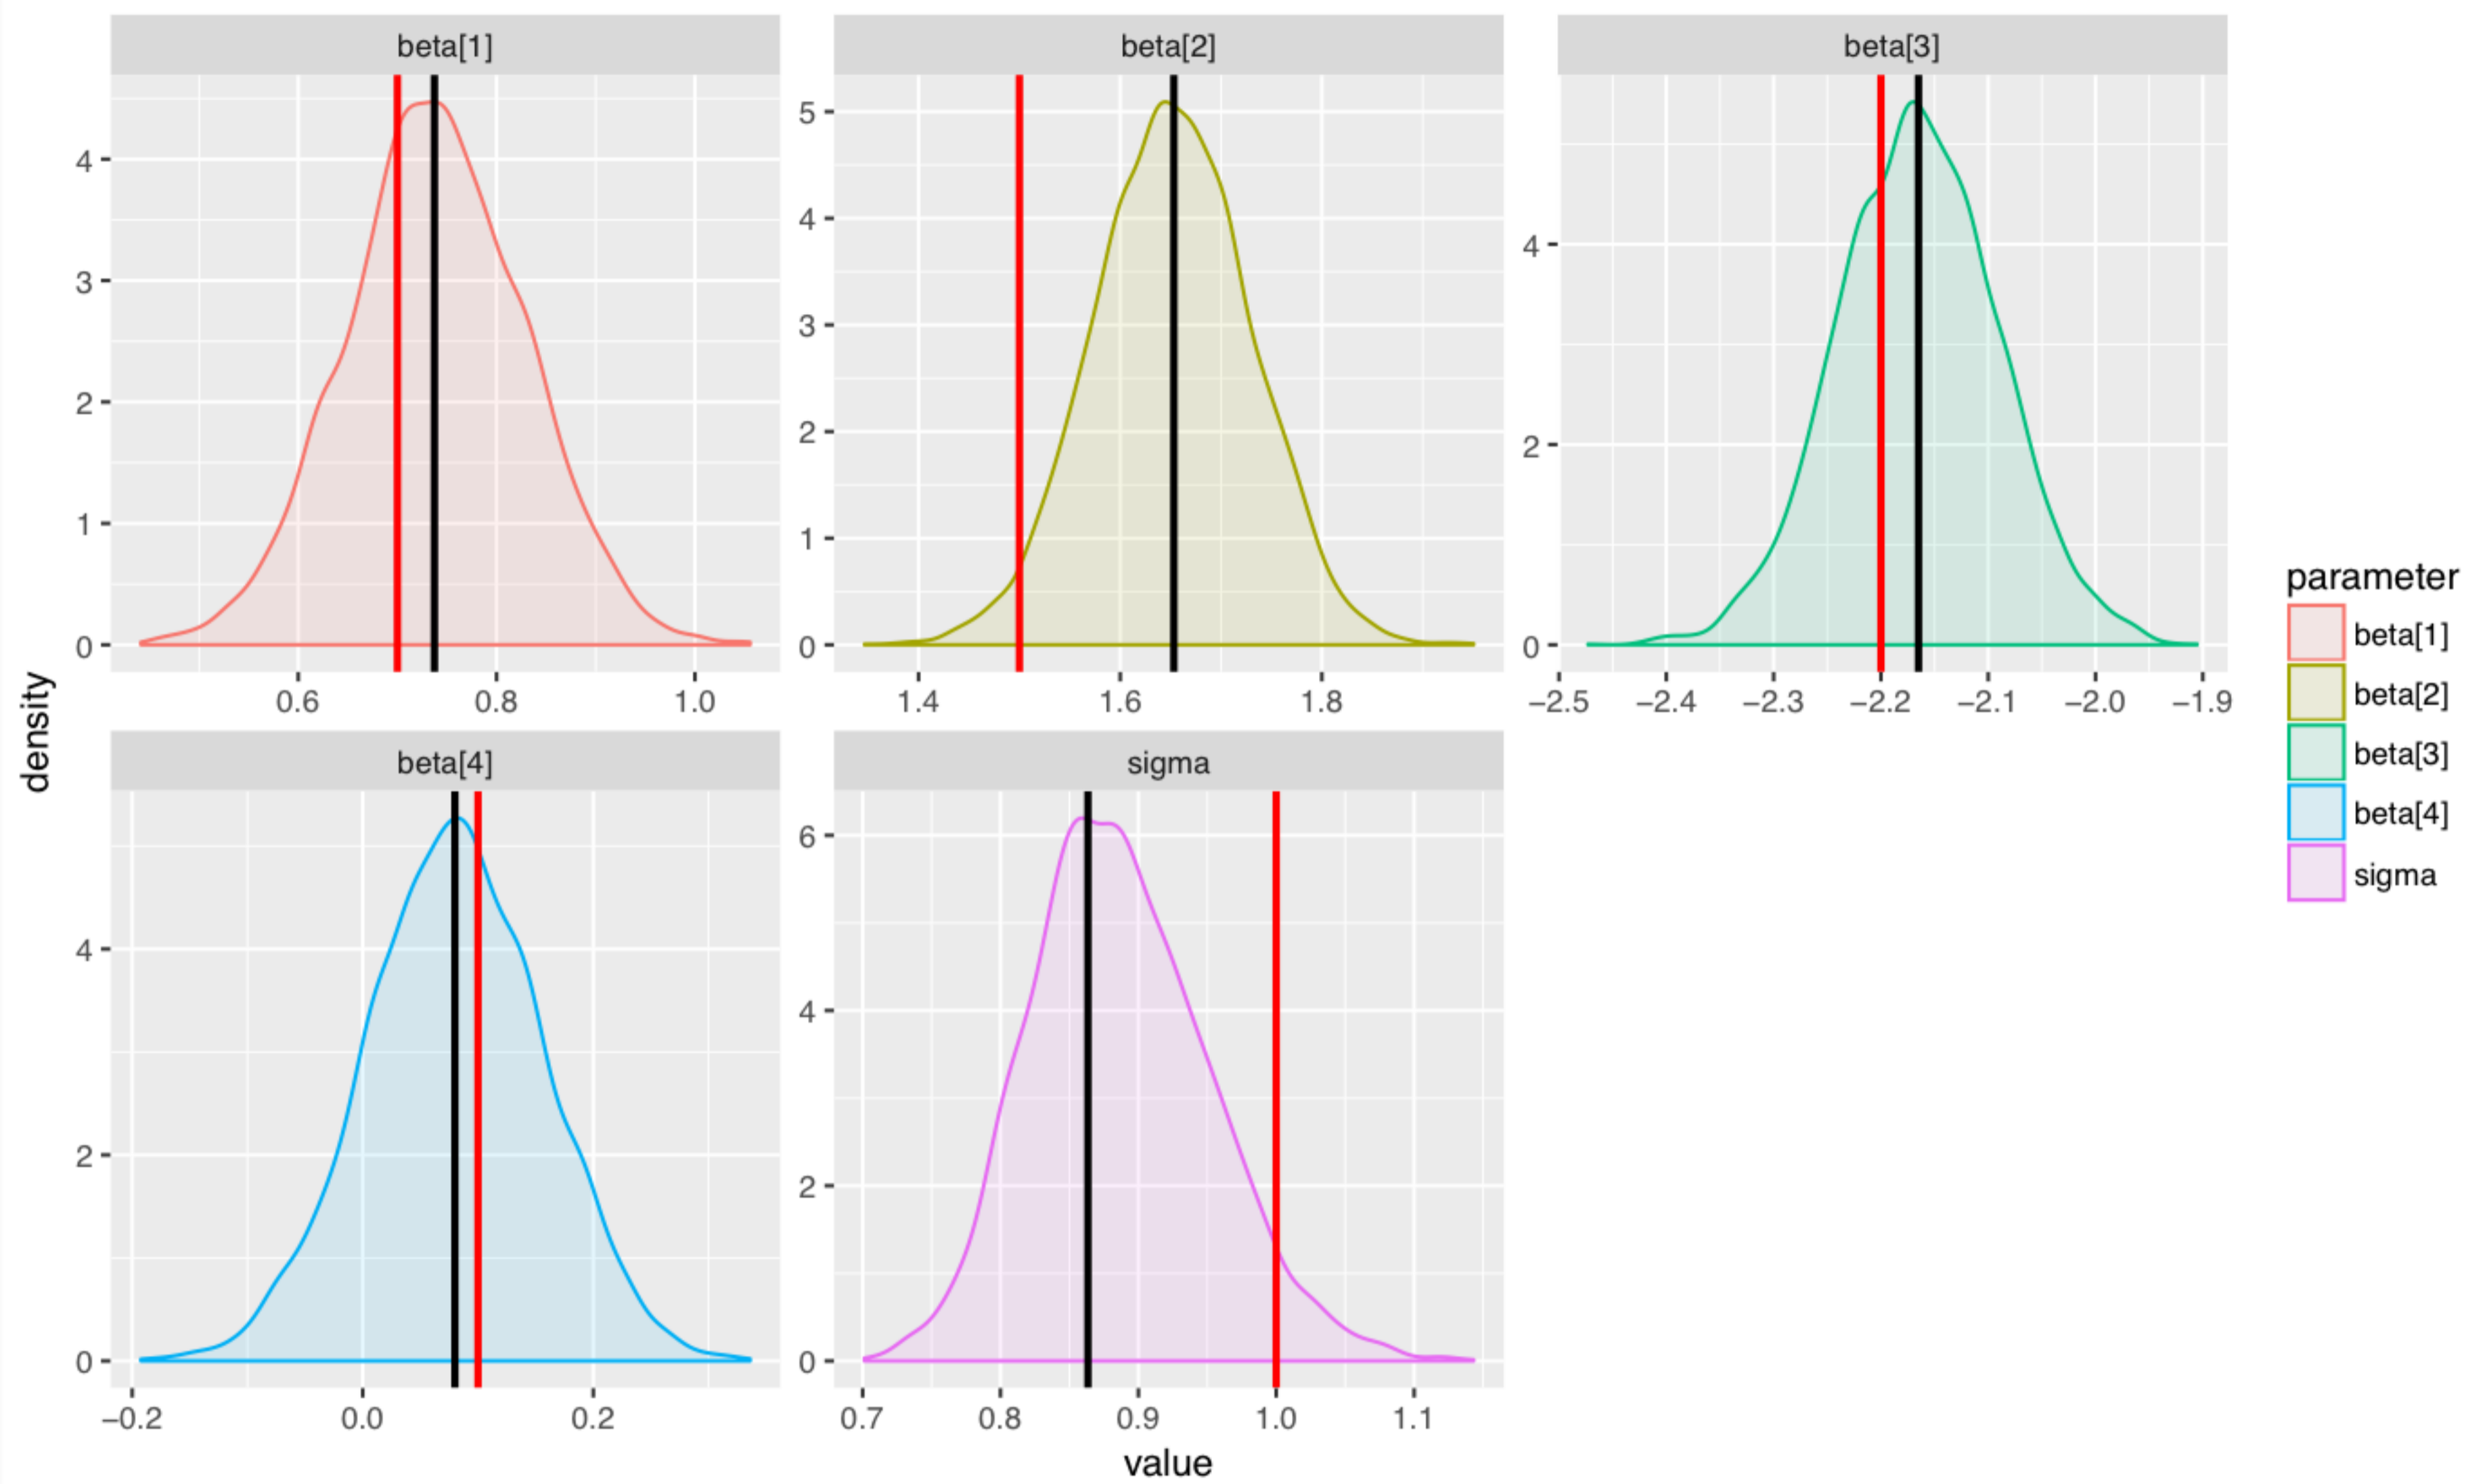 beta[1]
beta[2]
beta[3]
4
3
2
1
0
5
4
3
2
1
0
4
2
0
0.6 0.8 1.0
1.4 1.6 1.8
−2.5 −2.4 −2.3 −2.2 −2.1 −2.0 −1.9
density
beta[4]
sigma
4
2
0
6
4
2
0
−0.2 0.0 0.2
0.7 0.8 0.9 1.0 1.1
value
parameter
beta[1]
beta[2]
beta[3]
beta[4]
sigma